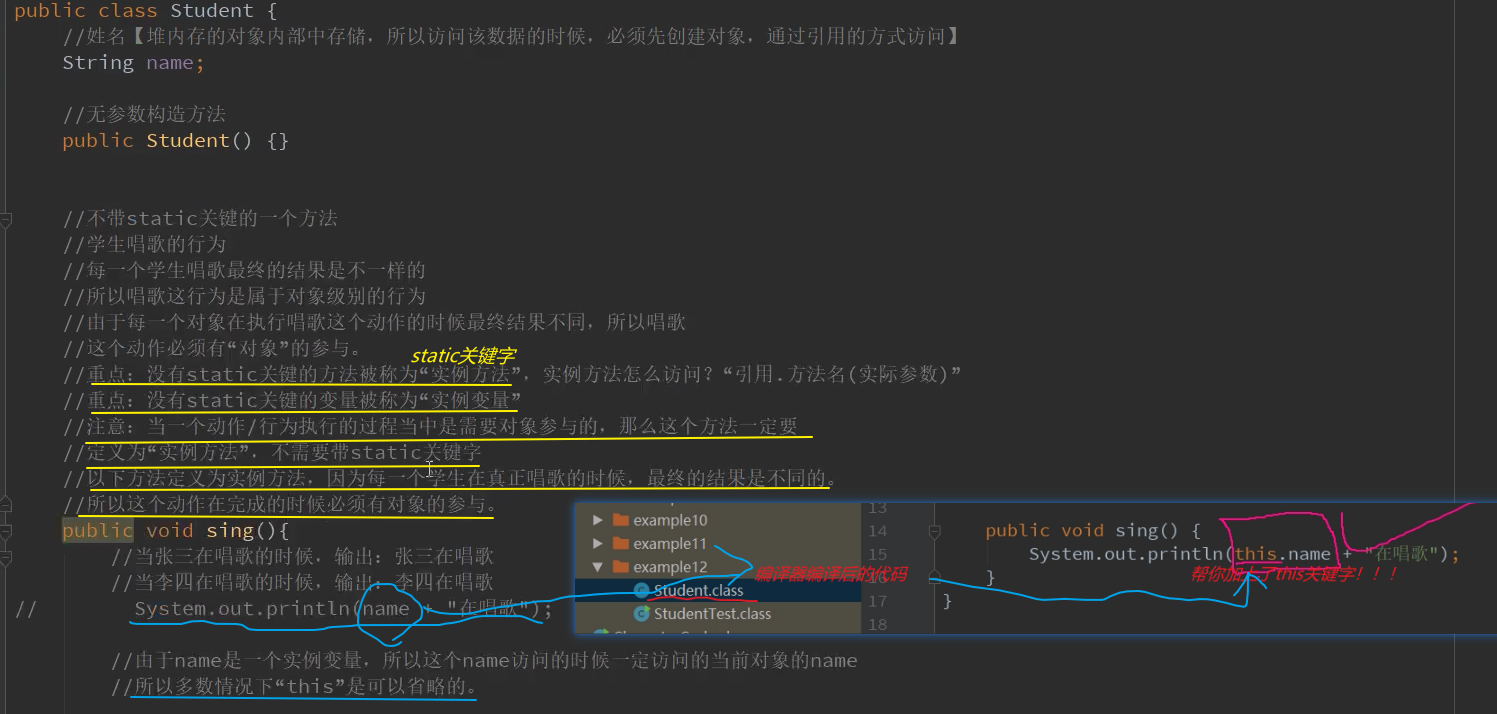 public class Student {
//姓名【堆内存的对象内部中存储，所以访问该数据的时候，必须先创建对象，通过引用的方式访问】
String name;
//无参数构造方法
public Student() {}
//不带static关键的一个方法
//学生唱歌的行为
//每一个学生唱歌最终的结果是不一样的
//所以唱歌这行为是属于对象级别的行为
//由于每一个对象在执行唱歌这个动作的时候最终结果不同，所以唱歌
//这个动作必须有“对象”的参与。
static关键字
//重点：没有static关键的方法被称为“实例方法”，实例方法怎么访问？“引用.方法名(实际参数)”
//重点：没有static关键的变量被称为“实例变量”
//注意：当一个动作/行为执行的过程当中是需要对象参与的，那么这个方法一定要
//定义为“实例方法”，不需要带static关键字
//以下方法定义为实例方法，因为每一个学生在真正唱歌的时候，最终的结果是不同的。
//所以这个动作在完成的时候必须有对象的参与。
public void sing(){
//当张三在唱歌的时候，输出：张三在唱歌
//当李四在唱歌的时候，输出：李四在唱歌
// System.out.println(name + "在唱歌");
//由于name是一个实例变量，所以这个name访问的时候一定访问的当前对象的name
//所以多数情况下“this”是可以省略的。
example10
example11
example12
Student.class
StudentTest.class
编译器编译后的代码
13
14 public void sing() {
15 System.out.println(this.name + "在唱歌");
}
帮你加上了this关键字！！！
17 }
18